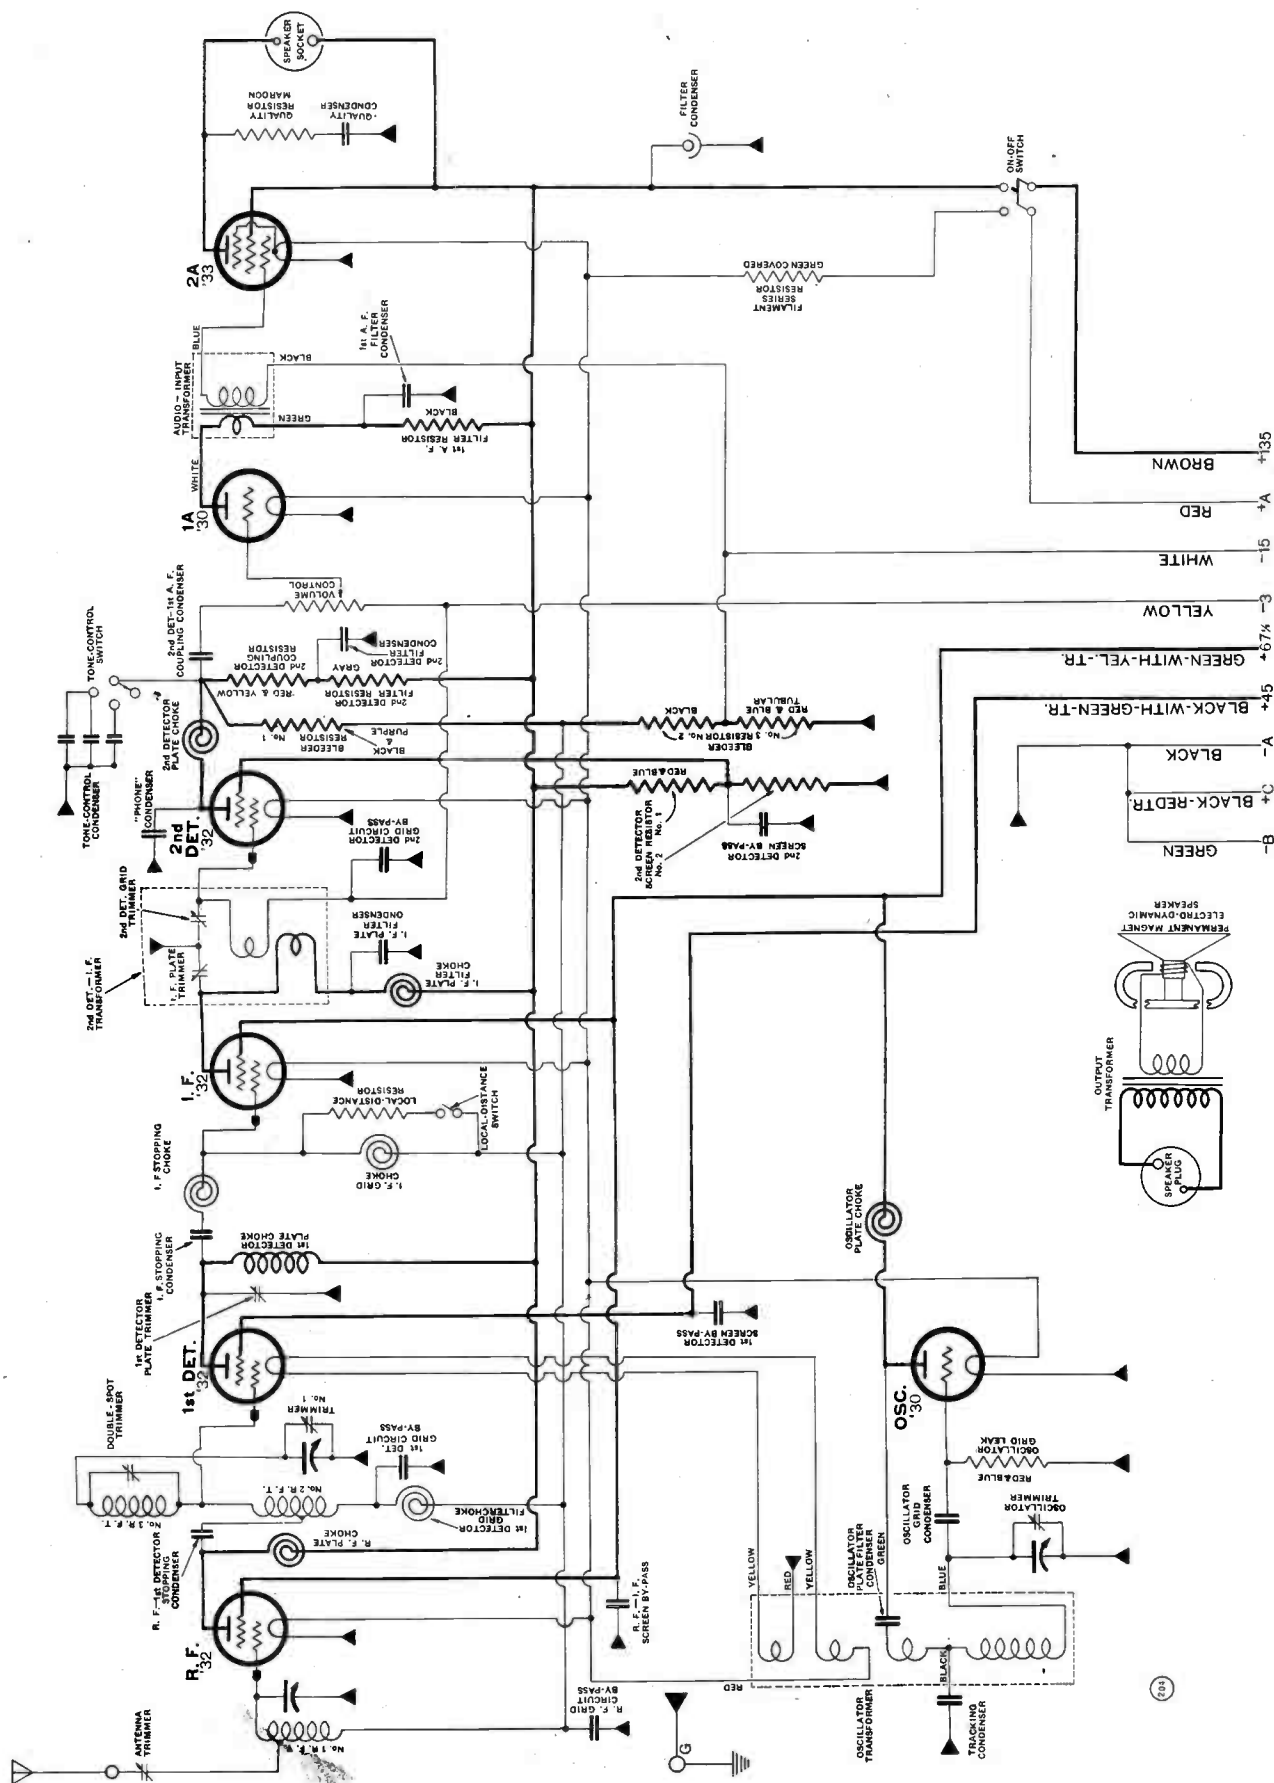 ANTENNA
TRIMMER
No. 1 R. F. T.
R. F.
'32
R. F. GRID
CIRCUIT
BY-PASS
G
R. F.-1st DETECTOR
STOPPING
CONDENSER
R. F. PLATE
CHOKE
R. F.-I. F.
SCREEN BY-PASS
DOUBLE-SPOT
TRIMMER
No. 3 R. F. T.
No. 2 R. F. T.
TRIMMER
No. 1
1st DET.
GRID CIRCUIT
BY-PASS
1st DETECTOR
GRID
FILTERCHOKE
1st DET.
'32
1st DETECTOR
PLATE TRIMMER
1st DETECTOR
SCREEN BY-PASS
I. F. STOPPING
CONDENSER
1st DETECTOR
PLATE CHOKE
I. F STOPPING
CHOKE
I. F. GRID
CHOKE
LOCAL-DISTANCE
RESISTOR
LOCAL-DISTANCE
SWITCH
I. F.
'32
2nd DET.-I. F.
TRANSFORMER
I. F. PLATE
TRIMMER
2nd DET. GRID
TRIMMER
I. F. PLATE
FILTER
ONDENSER
I. F. PLATE
FILTER
CHOKE
2nd DETECTOR
GRID CIRCUIT
BY-PASS
2nd
DET.
'32
"PHONE"
CONDENSER
2nd DETECTOR
PLATE CHOKE
TONE-CONTROL
CONDENSER
TONE-CONTROL
SWITCH
BLEEDER
RESISTOR
No. 1
BLACK
&
PURPLE
2nd DETECTOR
COUPLING
RESISTOR
RED & YELLOW
2nd DETECTOR
FILTER RESISTOR
GRAY
2nd DETECTOR
FILTER
CONDENSER
2nd DET-1st A. F.
COUPLING CONDENSER
VOLUME
CONTROL
2nd DETECTOR
SCREEN RESISTOR
No. 1
No. 2
RED&BLUE
2nd DETECTOR
SCREEN BY-PASS
BLEEDER
No. 3 RESISTOR No. 2
BLACK
RED & BLUE
TUBULAR
1A
'30
WHITE
AUDIO-INPUT
TRANSFORMER
GREEN
BLUE
BLACK
1st A. F.
FILTER RESISTOR
BLACK
1st A. F.
FILTER
CONDENSER
2A
'33
QUALITY
RESISTOR
MAROON
QUALITY
CONDENSER
SPEAKER
SOCKET
FILTER
CONDENSER
FILAMENT
SERIES
RESISTOR
GREEN COVERED
ON-OFF
SWITCH
BROWN
+135
RED
+A
WHITE
-15
YELLOW
-3
GREEN-WITH-YEL.-TR.
+67½
BLACK-WITH-GREEN-TR.
+45
BLACK
-A
BLACK-REDTR.
+C
GREEN
-B
PERMANENT MAGNET
ELECTRO-DYNAMIC
SPEAKER
OUTPUT
TRANSFORMER
SPEAKER
PLUG
OSCILLATOR
PLATE CHOKE
OSC.
'30
OSCILLATOR
GRID LEAK
RED&BLUE
OSCILLATOR
GRID
CONDENSER
OSCILLATOR
TRIMMER
OSCILLATOR
PLATE FILTER
CONDENSER
GREEN
BLUE
YELLOW
RED
YELLOW
RED
BLACK
OSCILLATOR
TRANSFORMER
TRACKING
CONDENSER
204